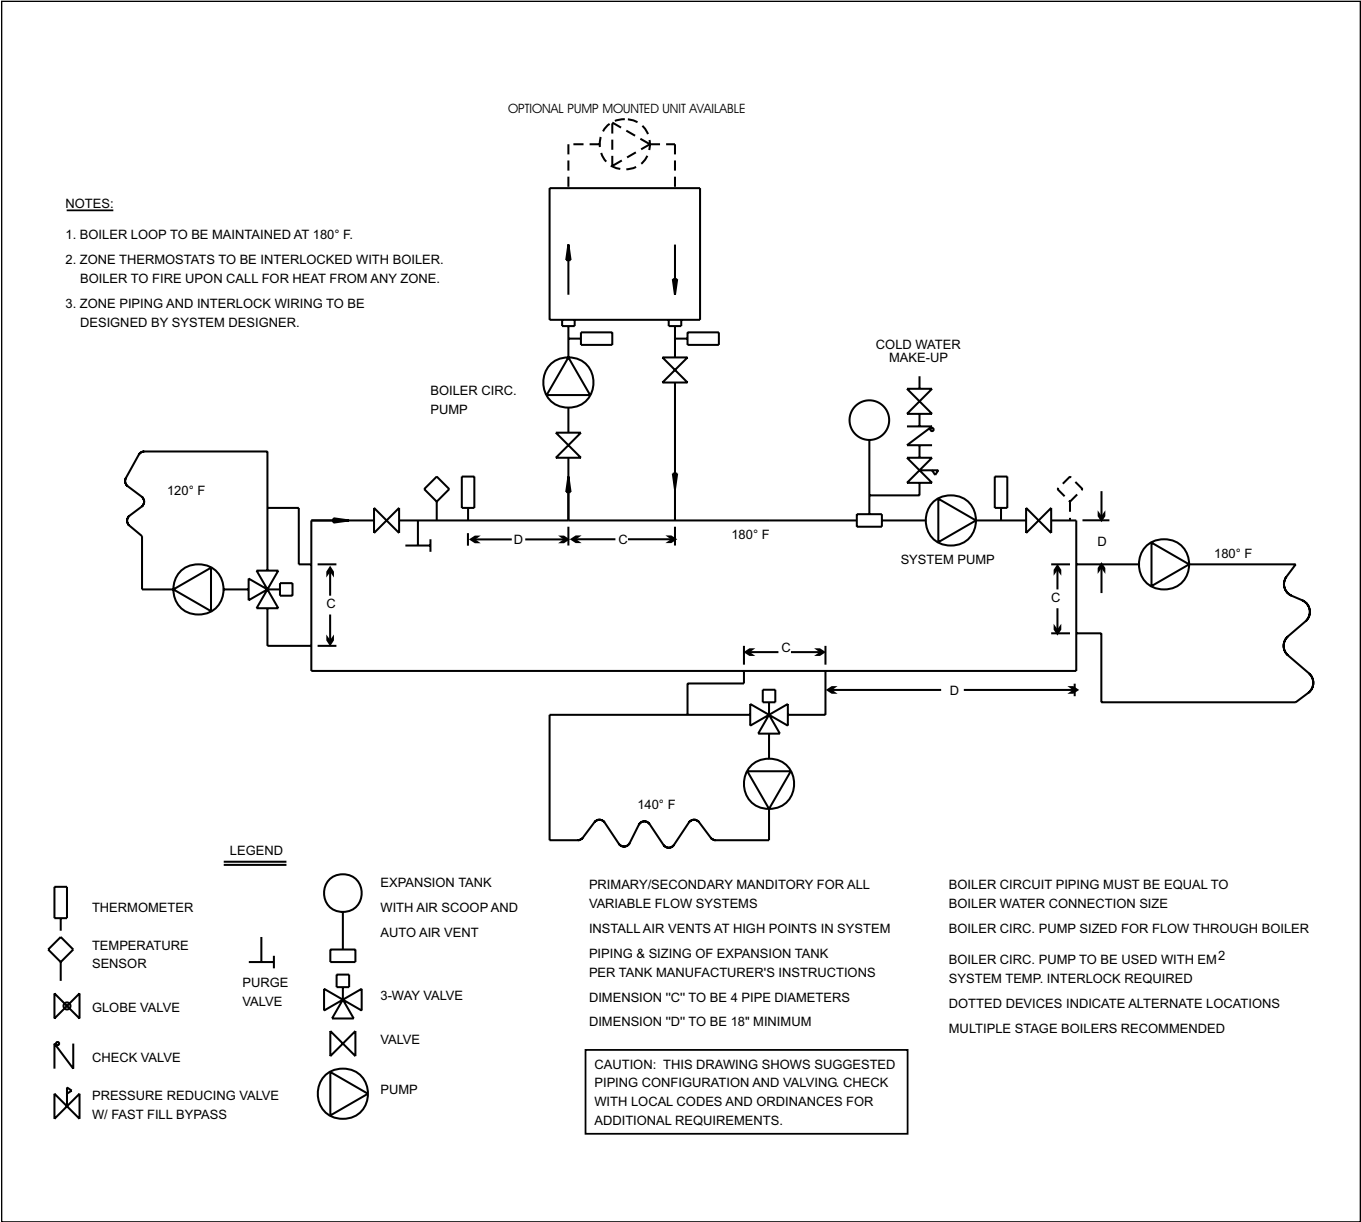 OPTIONAL PUMP MOUNTED UNIT AVAILABLE
NOTES:
1. BOILER LOOP TO BE MAINTAINED AT 180° F.
2. ZONE THERMOSTATS TO BE INTERLOCKED WITH BOILER.
BOILER TO FIRE UPON CALL FOR HEAT FROM ANY ZONE.
3. ZONE PIPING AND INTERLOCK WIRING TO BE
DESIGNED BY SYSTEM DESIGNER.
COLD WATER
MAKE-UP
BOILER CIRC.
PUMP
120° F
D
C
180° F
SYSTEM PUMP
D
180° F
C
C
C
D
140° F
LEGEND
THERMOMETER
TEMPERATURE
SENSOR
GLOBE VALVE
CHECK VALVE
PRESSURE REDUCING VALVE
W/ FAST FILL BYPASS
PURGE
VALVE
EXPANSION TANK
WITH AIR SCOOP AND
AUTO AIR VENT
3-WAY VALVE
VALVE
PUMP
PRIMARY/SECONDARY MANDITORY FOR ALL
VARIABLE FLOW SYSTEMS
INSTALL AIR VENTS AT HIGH POINTS IN SYSTEM
PIPING & SIZING OF EXPANSION TANK
PER TANK MANUFACTURER'S INSTRUCTIONS
DIMENSION "C" TO BE 4 PIPE DIAMETERS
DIMENSION "D" TO BE 18" MINIMUM
CAUTION: THIS DRAWING SHOWS SUGGESTED
PIPING CONFIGURATION AND VALVING. CHECK
WITH LOCAL CODES AND ORDINANCES FOR
ADDITIONAL REQUIREMENTS.
BOILER CIRCUIT PIPING MUST BE EQUAL TO
BOILER WATER CONNECTION SIZE
BOILER CIRC. PUMP SIZED FOR FLOW THROUGH BOILER
BOILER CIRC. PUMP TO BE USED WITH EM²
SYSTEM TEMP. INTERLOCK REQUIRED
DOTTED DEVICES INDICATE ALTERNATE LOCATIONS
MULTIPLE STAGE BOILERS RECOMMENDED